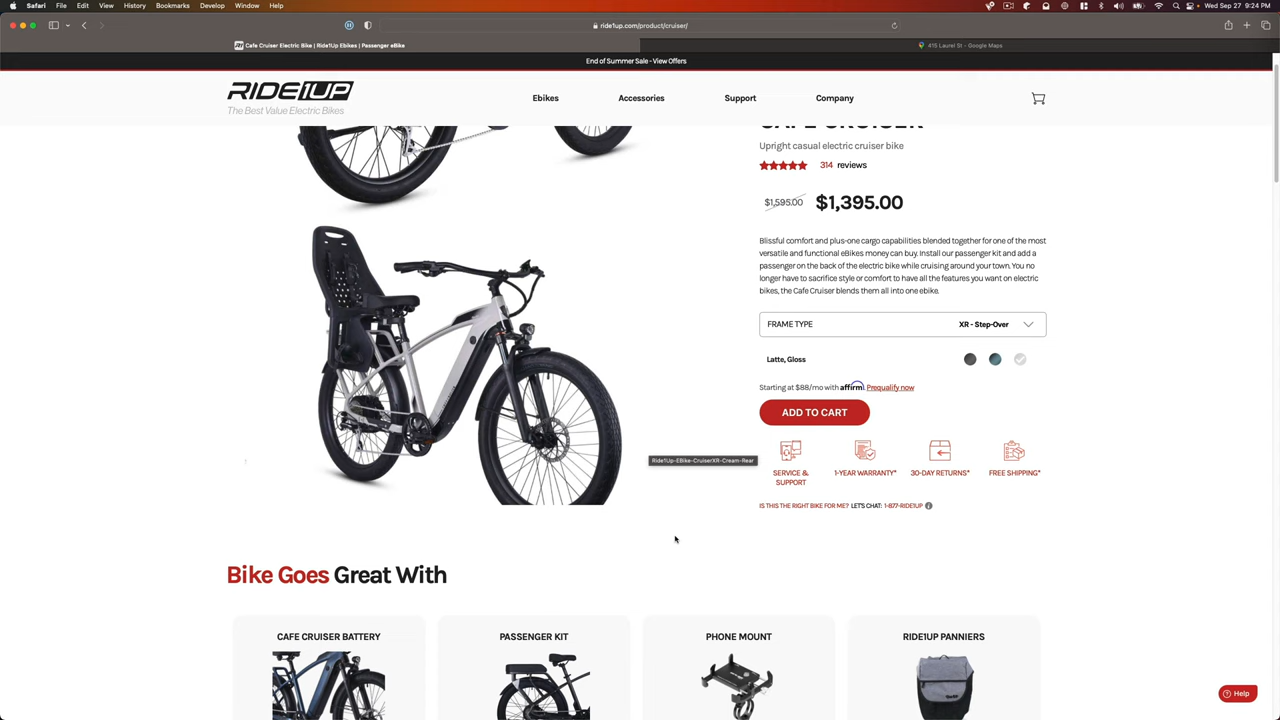 Safari File Edit View History Bookmarks Develop Window Help
Wed Sep 27 9:24 PM
ride1up.com/product/cruiser/
Cafe Cruiser Electric Bike | Ride1Up Ebikes | Passenger eBike
415 Laurel St - Google Maps
End of Summer Sale - View Offers
RIDE1UP
The Best Value Electric Bikes
Ebikes
Accessories
Support
Company
CAFE CRUISER
Upright casual electric cruiser bike
314 reviews
$1,595.00 $1,395.00
Blissful comfort and plus-one cargo capabilities blended together for one of the most
versatile and functional eBikes money can buy. Install our passenger kit and add a
passenger on the back of the electric bike while cruising around your town. You no
longer have to sacrifice style or comfort to have all the features you want on electric
bikes, the Cafe Cruiser blends them all into one ebike.
FRAME TYPE
XR - Step-Over
Latte, Gloss
Starting at $88/mo with affirm. Prequalify now
ADD TO CART
SERVICE &
SUPPORT
1-YEAR WARRANTY*
30-DAY RETURNS*
FREE SHIPPING*
Ride1Up-EBike-CruiserXR-Cream-Rear
IS THIS THE RIGHT BIKE FOR ME? LET'S CHAT: 1-877-RIDE1UP
Bike Goes Great With
CAFE CRUISER BATTERY
PASSENGER KIT
PHONE MOUNT
RIDE1UP PANNIERS
Help